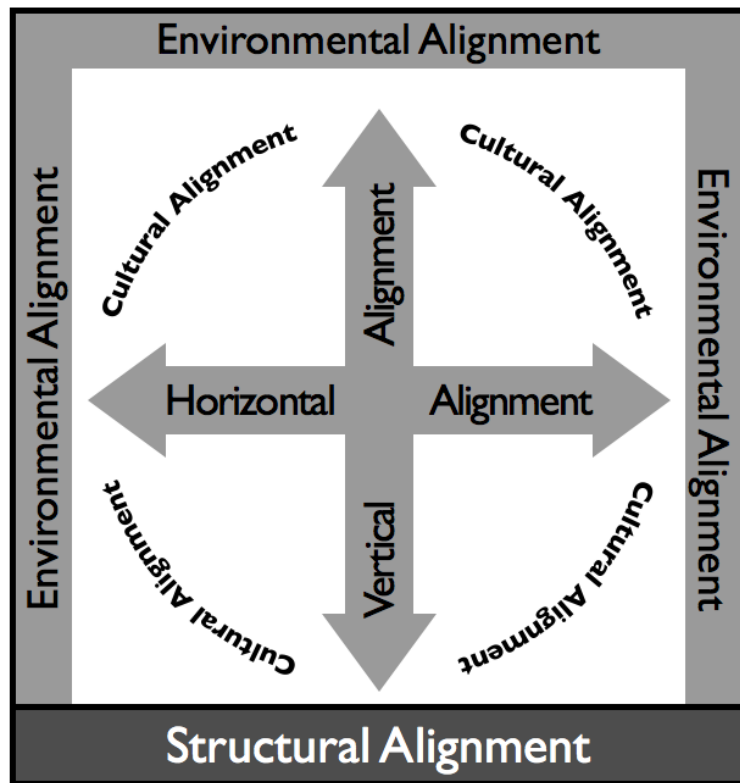 Environmental Alignment
Environmental Alignment
Environmental Alignment
Cultural Alignment
Cultural Alignment
Vertical Alignment
Horizontal Alignment
Cultural Alignment
Cultural Alignment
Structural Alignment